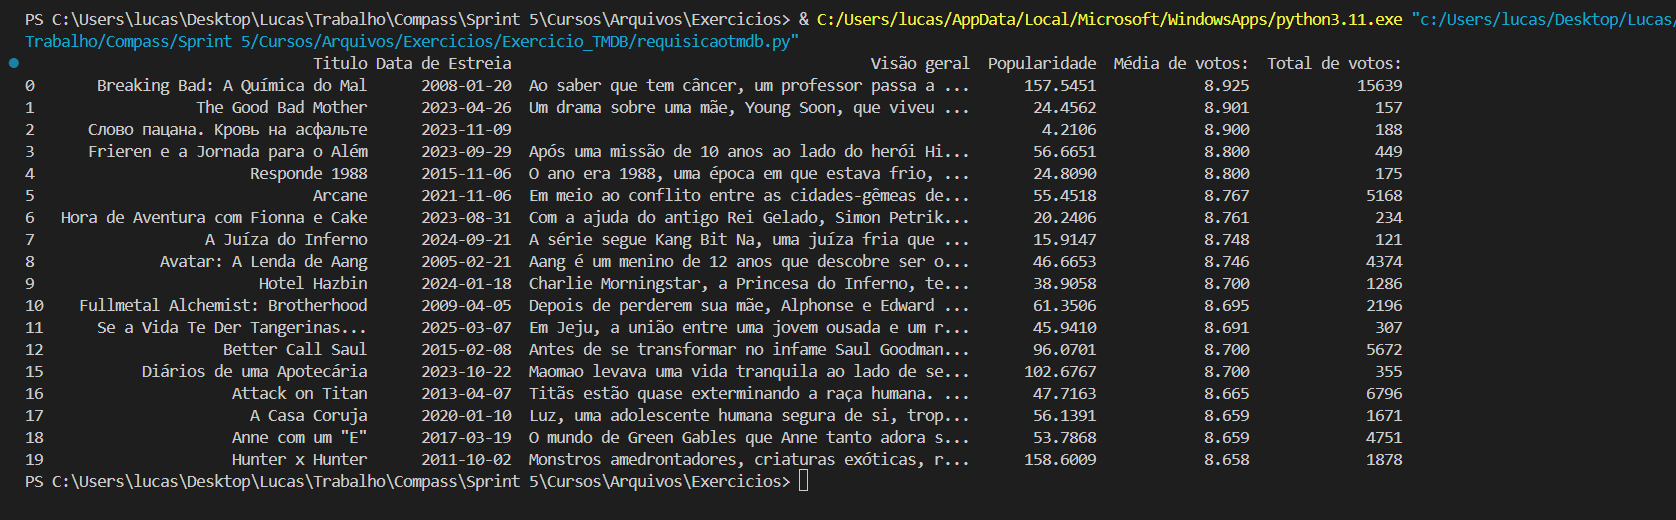 PS C:\Users\lucas\Desktop\Lucas\Trabalho\Compass\Sprint 5\Cursos\Arquivos\Exercicios> & C:/Users/lucas/AppData/Local/Microsoft/WindowsApps/python3.11.exe "c:/Users/lucas/Desktop/Lucas/
Trabalho/Compass/Sprint 5/Cursos/Arquivos/Exercicios/Exercicio_TMDB/requisicaotmdb.py"
Titulo Data de Estreia Visão geral Popularidade Média de votos: Total de votos:
0 Breaking Bad: A Química do Mal 2008-01-20 Ao saber que tem câncer, um professor passa a ... 157.5451 8.925 15639
1 The Good Bad Mother 2023-04-26 Um drama sobre uma mãe, Young Soon, que viveu ... 24.4562 8.901 157
2 Слово пацана. Кровь на асфальте 2023-11-09 4.2106 8.900 188
3 Frieren e a Jornada para o Além 2023-09-29 Após uma missão de 10 anos ao lado do herói Hi... 56.6651 8.800 449
4 Responde 1988 2015-11-06 O ano era 1988, uma época em que estava frio, ... 24.8090 8.800 175
5 Arcane 2021-11-06 Em meio ao conflito entre as cidades-gêmeas de... 55.4518 8.767 5168
6 Hora de Aventura com Fionna e Cake 2023-08-31 Com a ajuda do antigo Rei Gelado, Simon Petrik... 20.2406 8.761 234
7 A Juíza do Inferno 2024-09-21 A série segue Kang Bit Na, uma juíza fria que ... 15.9147 8.748 121
8 Avatar: A Lenda de Aang 2005-02-21 Aang é um menino de 12 anos que descobre ser o... 46.6653 8.746 4374
9 Hotel Hazbin 2024-01-18 Charlie Morningstar, a Princesa do Inferno, te... 38.9058 8.700 1286
10 Fullmetal Alchemist: Brotherhood 2009-04-05 Depois de perderem sua mãe, Alphonse e Edward ... 61.3506 8.695 2196
11 Se a Vida Te Der Tangerinas... 2025-03-07 Em Jeju, a união entre uma jovem ousada e um r... 45.9410 8.691 307
12 Better Call Saul 2015-02-08 Antes de se transformar no infame Saul Goodman... 96.0701 8.700 5672
15 Diários de uma Apotecária 2023-10-22 Maomao levava uma vida tranquila ao lado de se... 102.6767 8.700 355
16 Attack on Titan 2013-04-07 Titãs estão quase exterminando a raça humana. ... 47.7163 8.665 6796
17 A Casa Coruja 2020-01-10 Luz, uma adolescente humana segura de si, trop... 56.1391 8.659 1671
18 Anne com um "E" 2017-03-19 O mundo de Green Gables que Anne tanto adora s... 53.7868 8.659 4751
19 Hunter x Hunter 2011-10-02 Monstros amedrontadores, criaturas exóticas, r... 158.6009 8.658 1878
PS C:\Users\lucas\Desktop\Lucas\Trabalho\Compass\Sprint 5\Cursos\Arquivos\Exercicios>